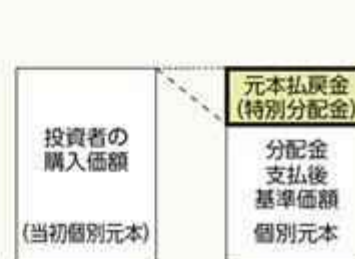 投資者の
購入価額
(当初個別元本)
元本払戻金
(特別分配金)
分配金
支払後
基準価額
個別元本